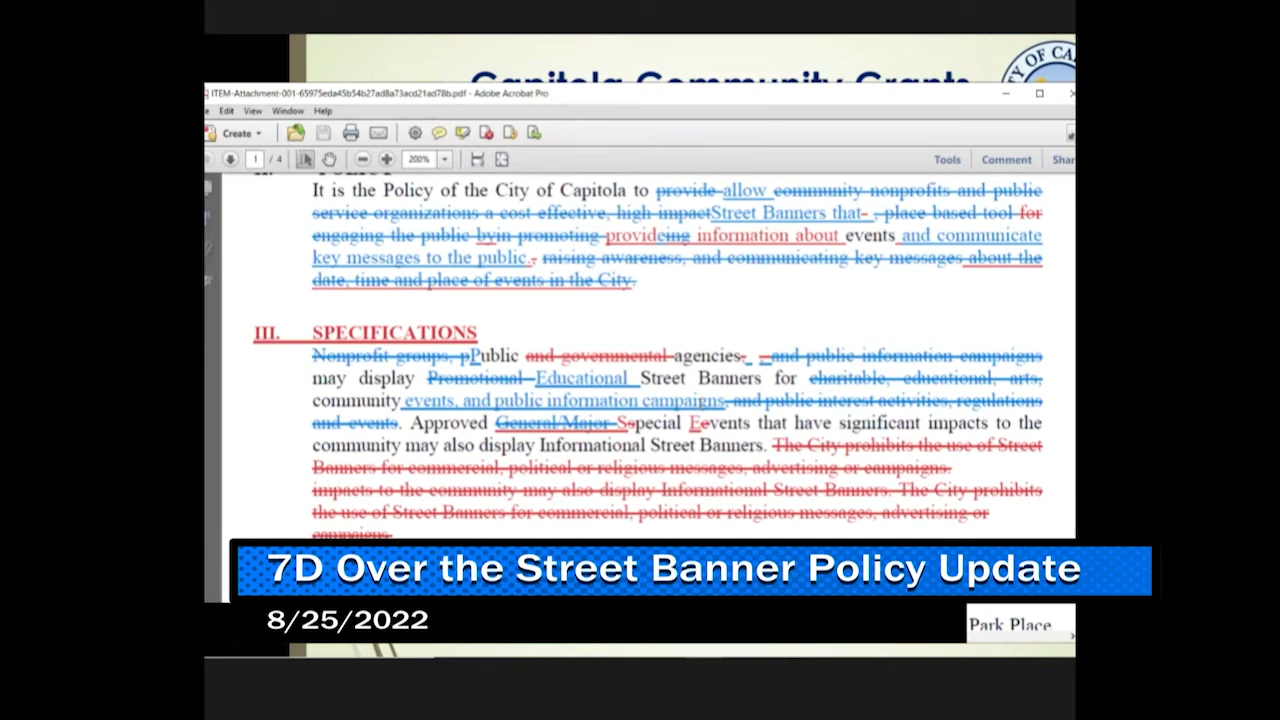 Capitola Community Grants
Y OF CA
ITEM-Attachment-001-65975eda45b54b27ad8a73acd21ad78b.pdf - Adobe Acrobat Pro
Edit View Window Help
Create
1 / 4 200% Tools Comment Shar
II. POLICY
It is the Policy of the City of Capitola to provide allow community nonprofits and public
service organizations a cost effective, high impactStreet Banners that- , place based tool for
engaging the public byin promoting provideing information about events and communicate
key messages to the public., raising awareness, and communicating key messages about the
date, time and place of events in the City.
III. SPECIFICATIONS
Nonprofit groups, pPublic and governmental agencies, , and public information campaigns
may display Promotional Educational Street Banners for charitable, educational, arts,
community events, and public information campaigns, and public interest activities, regulations
and events. Approved General/Major Sspecial Eevents that have significant impacts to the
community may also display Informational Street Banners. The City prohibits the use of Street
Banners for commercial, political or religious messages, advertising or campaigns.
impacts to the community may also display Informational Street Banners. The City prohibits
the use of Street Banners for commercial, political or religious messages, advertising or
campaigns.
7D Over the Street Banner Policy Update
8/25/2022
Park Place